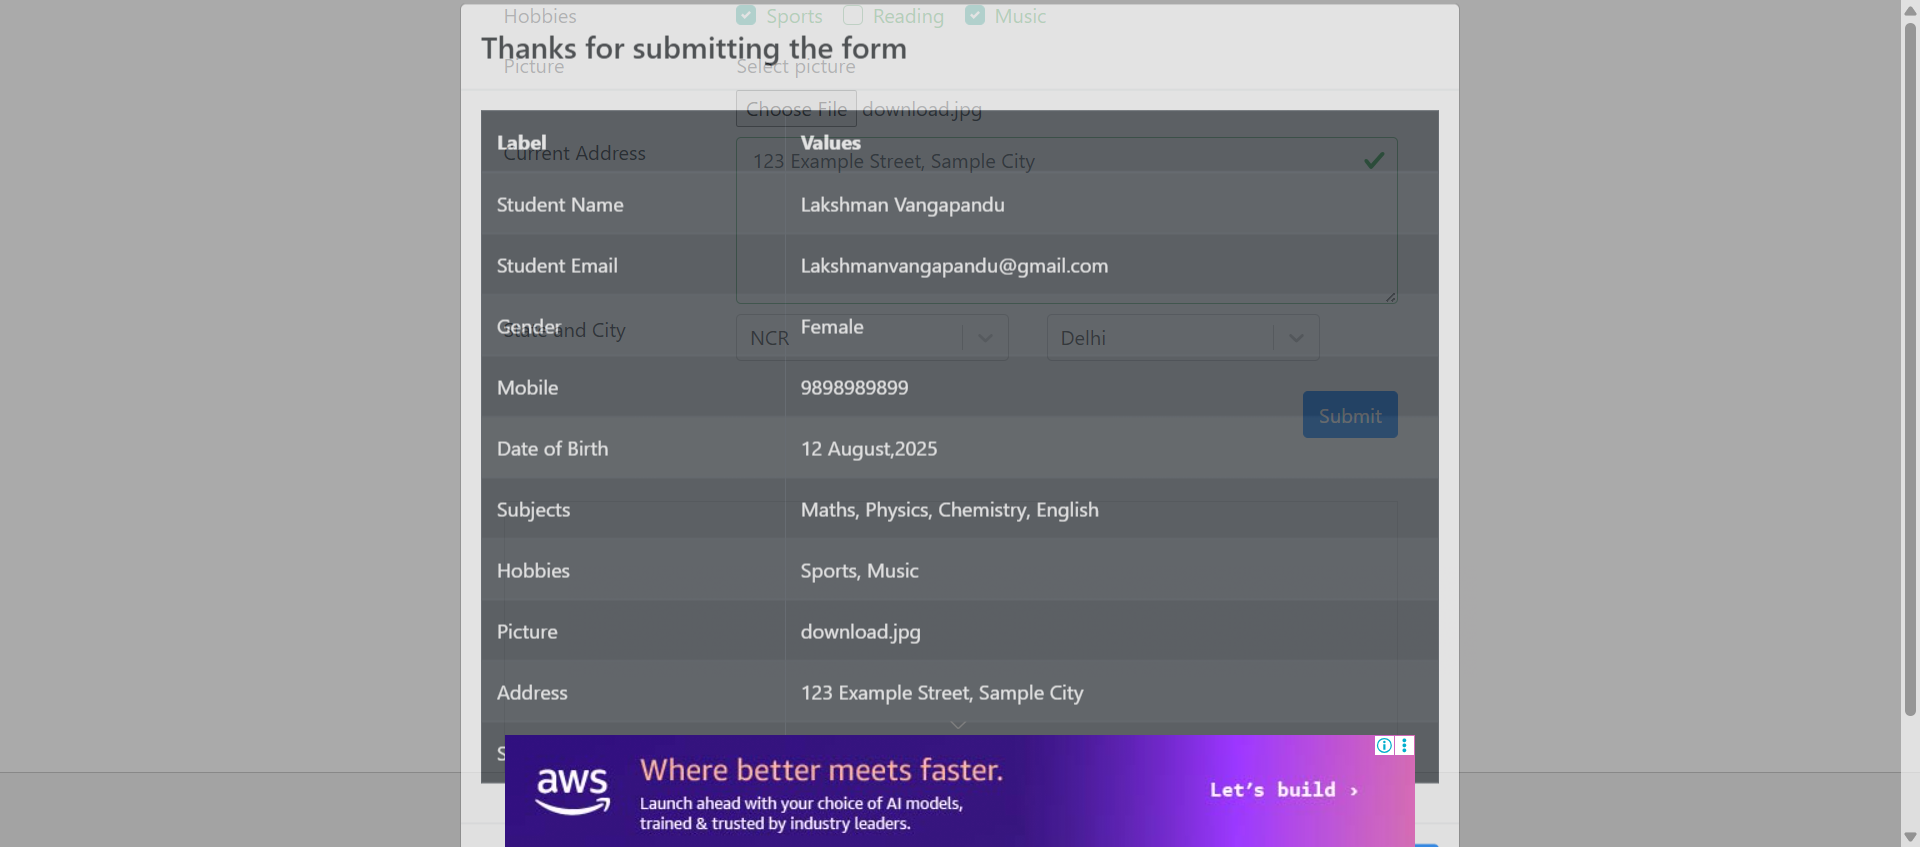 Hobbies Sports Reading Music
Thanks for submitting the form
Picture Select picture
Choose File download.jpg
Label Values
Current Address 123 Example Street, Sample City
Student Name Lakshman Vangapandu
Student Email Lakshmanvangapandu@gmail.com
Gender Female
State and City NCR Delhi
Mobile 9898989899
Submit
Date of Birth 12 August,2025
Subjects Maths, Physics, Chemistry, English
Hobbies Sports, Music
Picture download.jpg
Address 123 Example Street, Sample City
S
aws
Where better meets faster.
Launch ahead with your choice of AI models,
trained & trusted by industry leaders.
Let's build ›